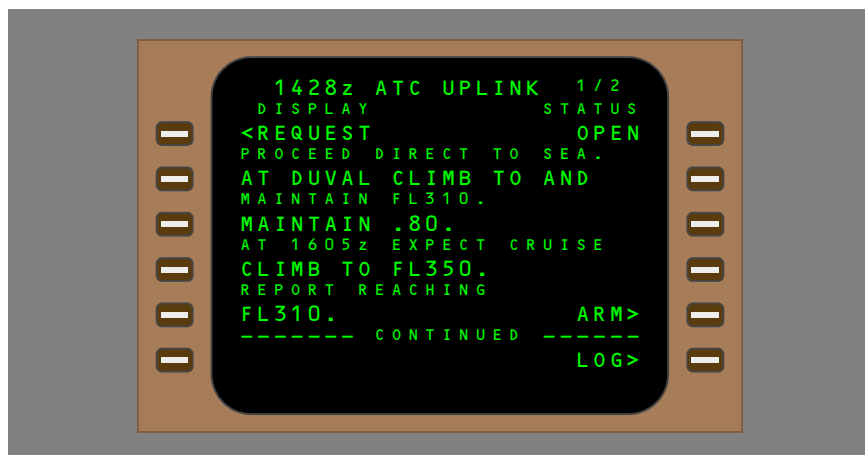 1428z ATC UPLINK 1/2
DISPLAY STATUS
<REQUEST OPEN
PROCEED DIRECT TO SEA.
AT DUVAL CLIMB TO AND
MAINTAIN FL310.
MAINTAIN .80.
AT 1605z EXPECT CRUISE
CLIMB TO FL350.
REPORT REACHING
FL310. ARM>
------- CONTINUED ------
LOG>